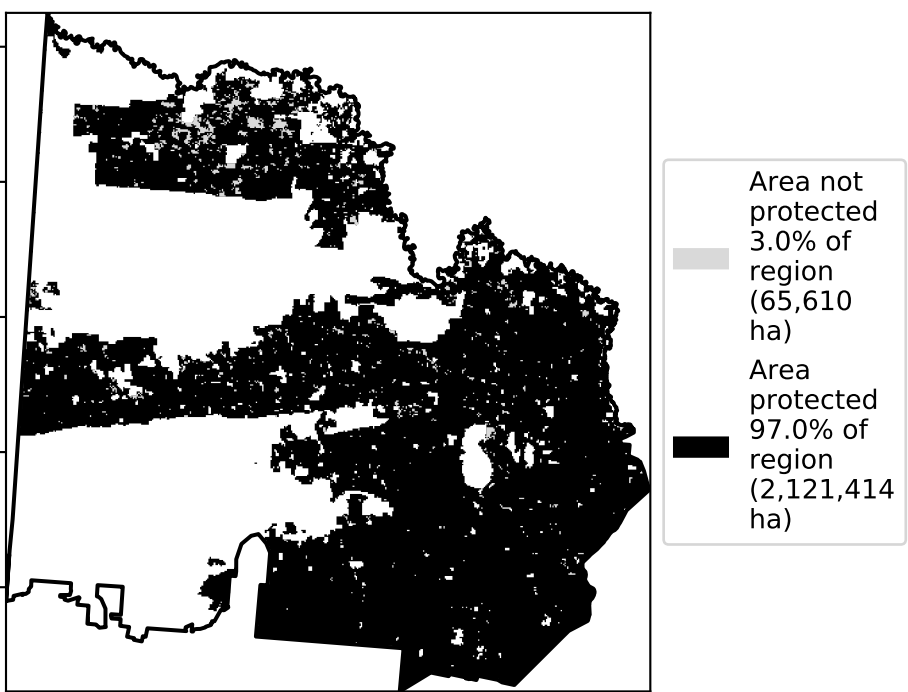 Area not
protected
3.0% of
region
(65,610
ha)
Area
protected
97.0% of
region
(2,121,414
ha)